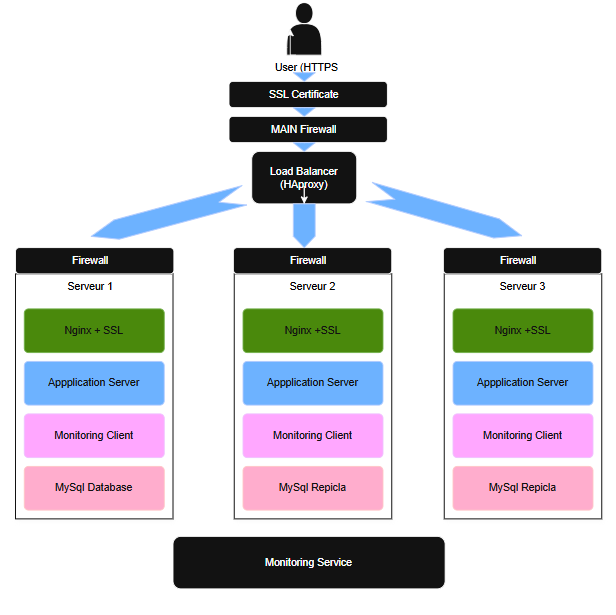 User (HTTPS
SSL Certificate
MAIN Firewall
Load Balancer
(HAproxy)
Firewall
Firewall
Firewall
Serveur 1
Serveur 2
Serveur 3
Nginx + SSL
Nginx +SSL
Nginx +SSL
Appplication Server
Appplication Server
Appplication Server
Monitoring Client
Monitoring Client
Monitoring Client
MySql Database
MySql Repicla
MySql Repicla
Monitoring Service